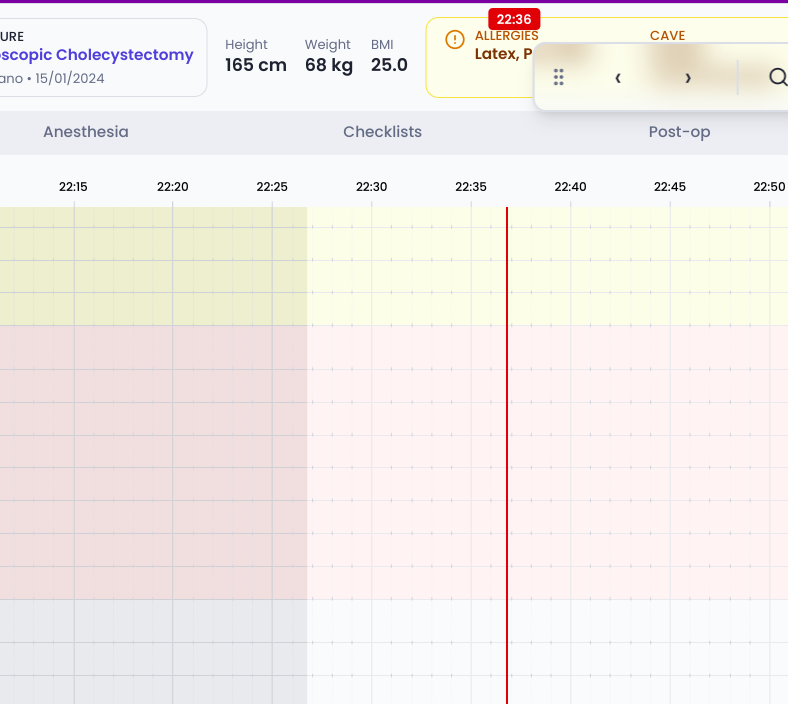 22:36
URE
scopic Cholecystectomy
ano • 15/01/2024
Height
165 cm
Weight
68 kg
BMI
25.0
ALLERGIES
Latex, P
CAVE
Anesthesia
Checklists
Post-op
22:15 22:20 22:25 22:30 22:35 22:40 22:45 22:50